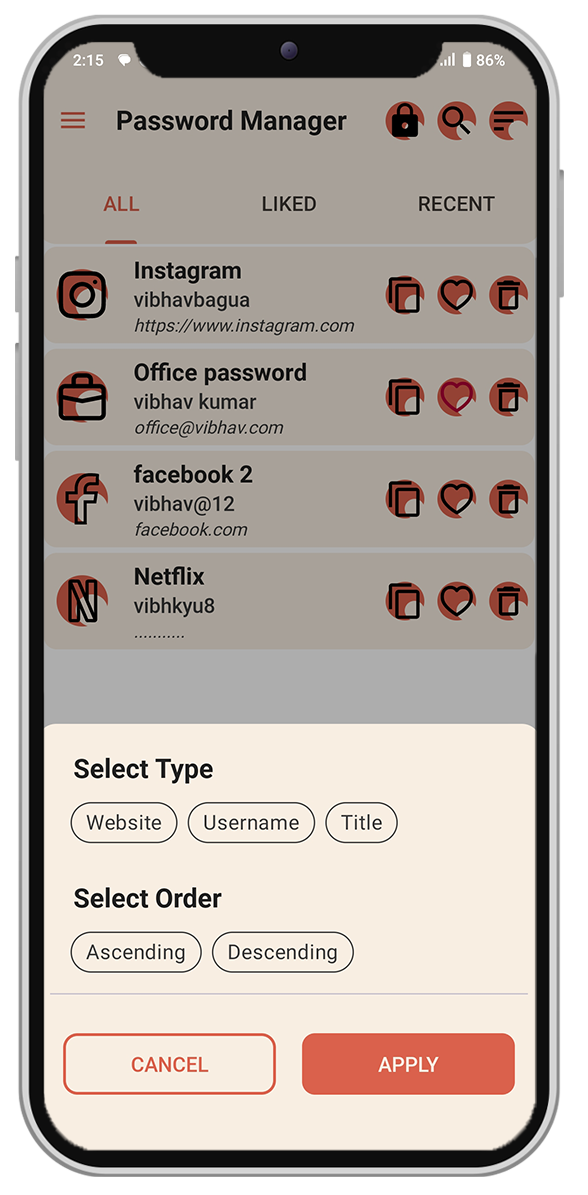 2:15 86%
Password Manager
ALL LIKED RECENT
Instagram
vibhavbagua
https://www.instagram.com
Office password
vibhav kumar
office@vibhav.com
facebook 2
vibhav@12
facebook.com
Netflix
vibhkyu8
...........
Select Type
Website Username Title
Select Order
Ascending Descending
CANCEL APPLY